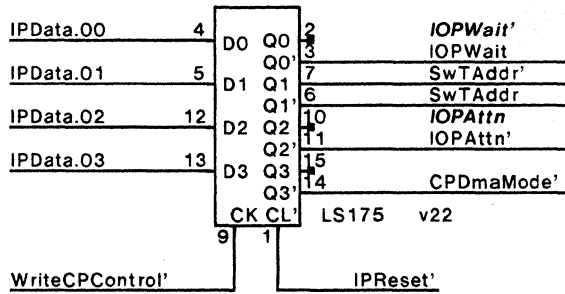 IPData.00 4 D0 Q0 2 IOPWait'
Q0' 3 IOPWait
IPData.01 5 D1 Q1 7 SwTAddr'
Q1' 6 SwTAddr
IPData.02 12 D2 Q2 10 IOPAttn
Q2' 11 IOPAttn'
IPData.03 13 D3 Q3 15
Q3' 14 CPDmaMode'
CK CL' LS175 v22
9 1
WriteCPControl' IPReset'